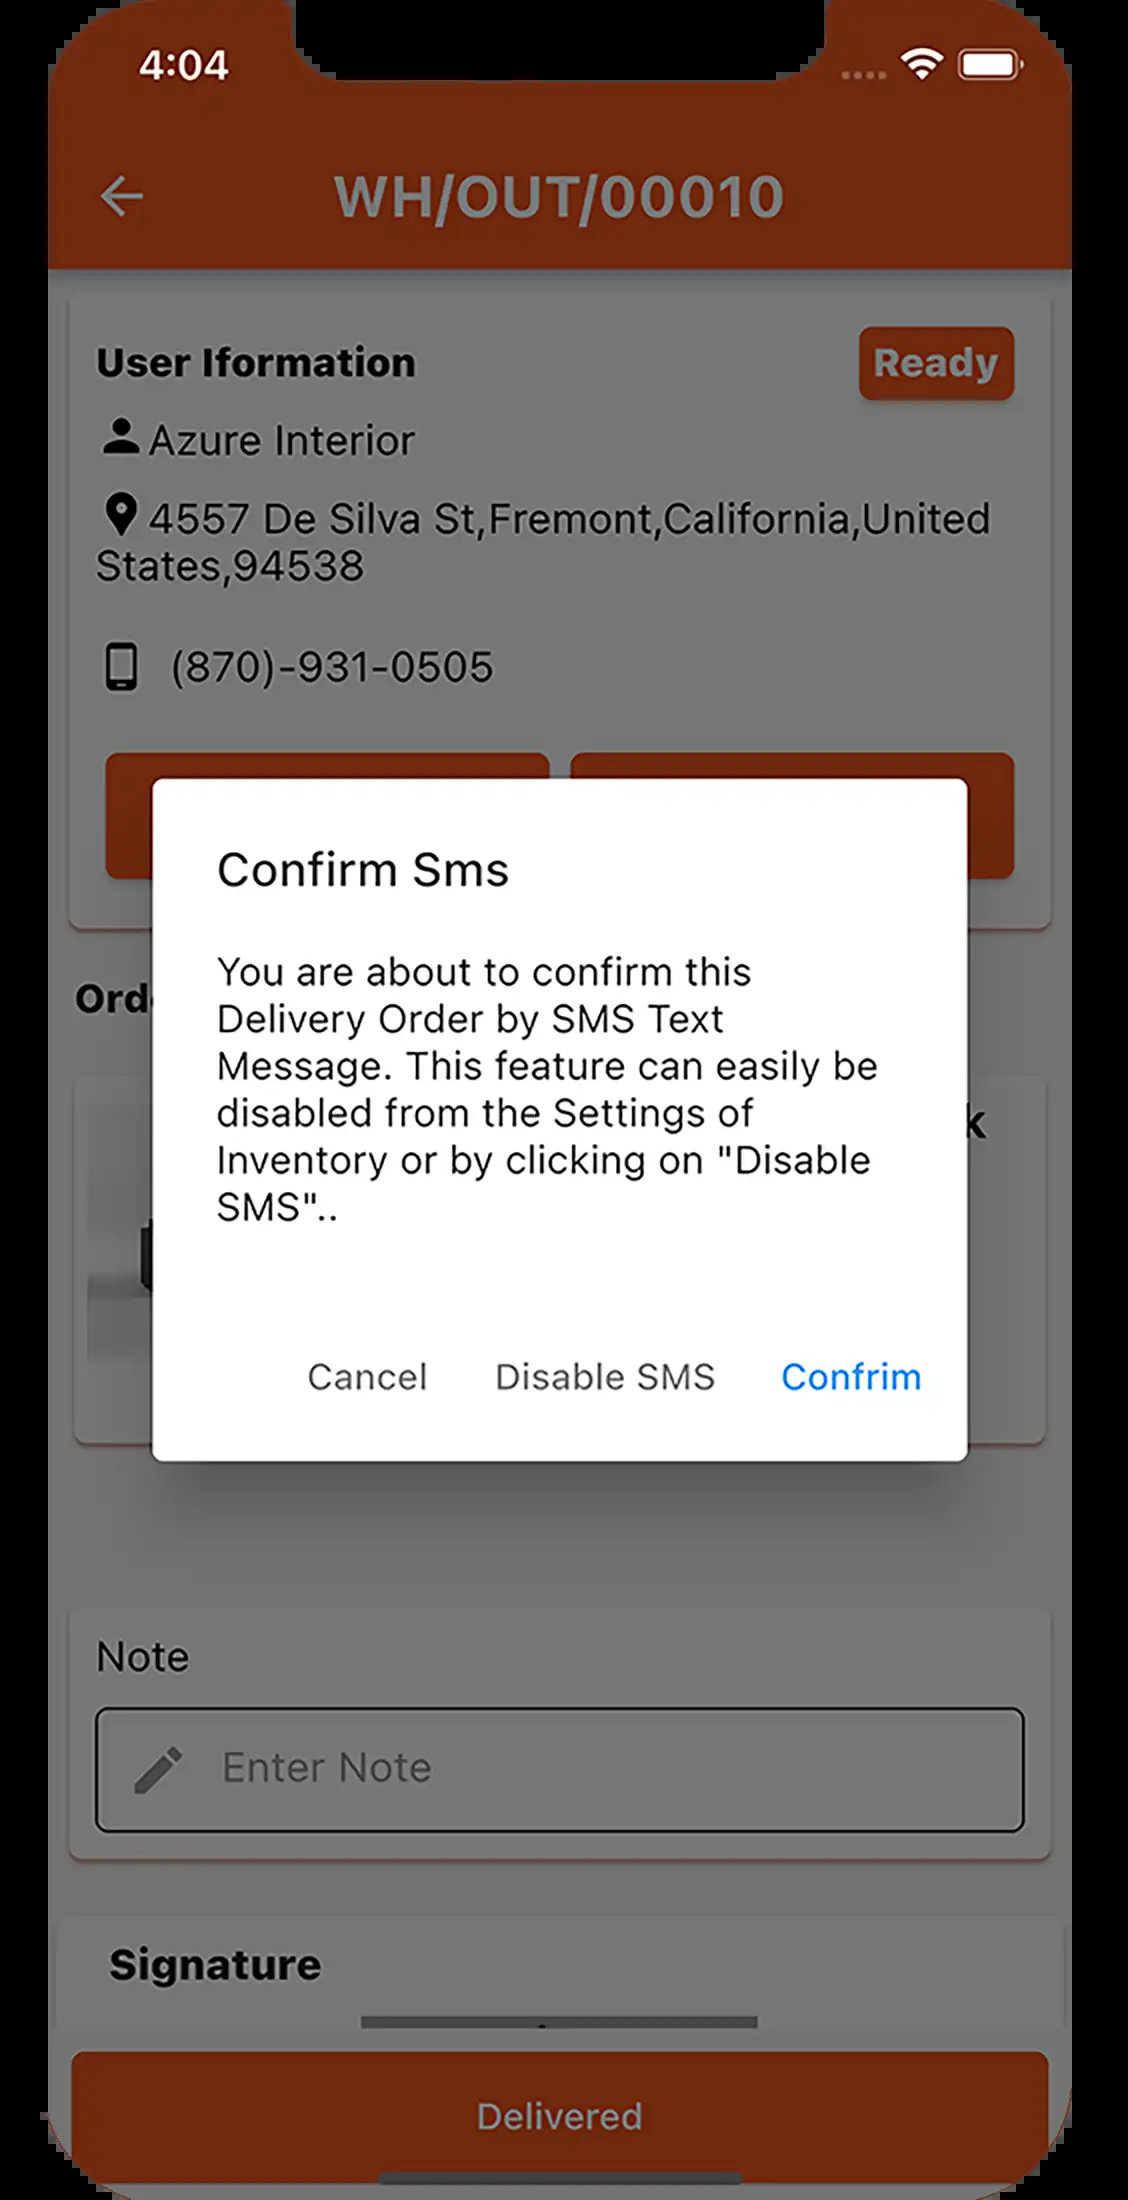 4:04
WH/OUT/00010
User Iformation
Ready
Azure Interior
4557 De Silva St,Fremont,California,United
States,94538
(870)-931-0505
Confirm Sms
You are about to confirm this
Delivery Order by SMS Text
Message. This feature can easily be
disabled from the Settings of
Inventory or by clicking on "Disable
SMS"..
Cancel
Disable SMS
Confrim
Note
Enter Note
Signature
Delivered